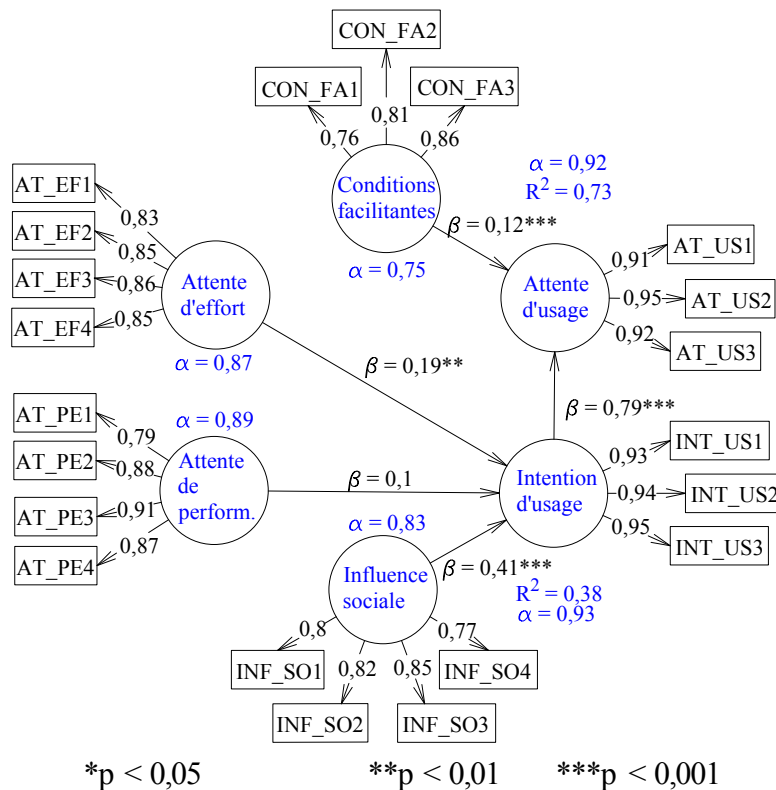 CON_FA2
CON_FA1
CON_FA3
0,76
0,81
0,86
Conditions
facilitantes
α = 0,75
β = 0,12***
α = 0,92
R² = 0,73
Attente
d'usage
0,91
0,95
0,92
AT_US1
AT_US2
AT_US3
AT_EF1
AT_EF2
AT_EF3
AT_EF4
0,83
0,85
0,86
0,85
Attente
d'effort
α = 0,87
β = 0,19**
β = 0,79***
AT_PE1
AT_PE2
AT_PE3
AT_PE4
0,79
0,88
0,91
0,87
α = 0,89
Attente
de
perform.
β = 0,1
Intention
d'usage
0,93
0,94
0,95
INT_US1
INT_US2
INT_US3
α = 0,83
Influence
sociale
β = 0,41***
R² = 0,38
α = 0,93
0,8
0,82
0,85
0,77
INF_SO1
INF_SO2
INF_SO3
INF_SO4
*p < 0,05 **p < 0,01 ***p < 0,001